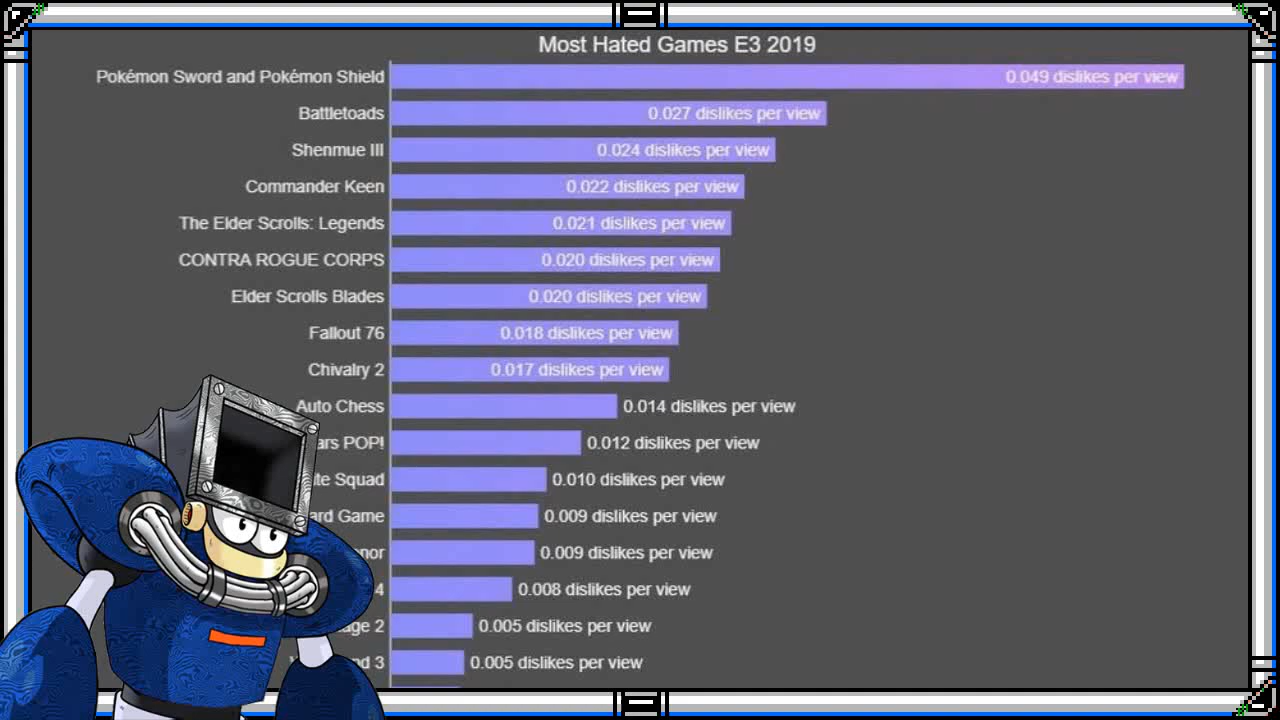 Most Hated Games E3 2019
Pokémon Sword and Pokémon Shield 0.049 dislikes per view
Battletoads 0.027 dislikes per view
Shenmue III 0.024 dislikes per view
Commander Keen 0.022 dislikes per view
The Elder Scrolls: Legends 0.021 dislikes per view
CONTRA ROGUE CORPS 0.020 dislikes per view
Elder Scrolls Blades 0.020 dislikes per view
Fallout 76 0.018 dislikes per view
Chivalry 2 0.017 dislikes per view
Auto Chess 0.014 dislikes per view
POP! 0.012 dislikes per view
Squad 0.010 dislikes per view
Game 0.009 dislikes per view
0.009 dislikes per view
4 0.008 dislikes per view
2 0.005 dislikes per view
3 0.005 dislikes per view